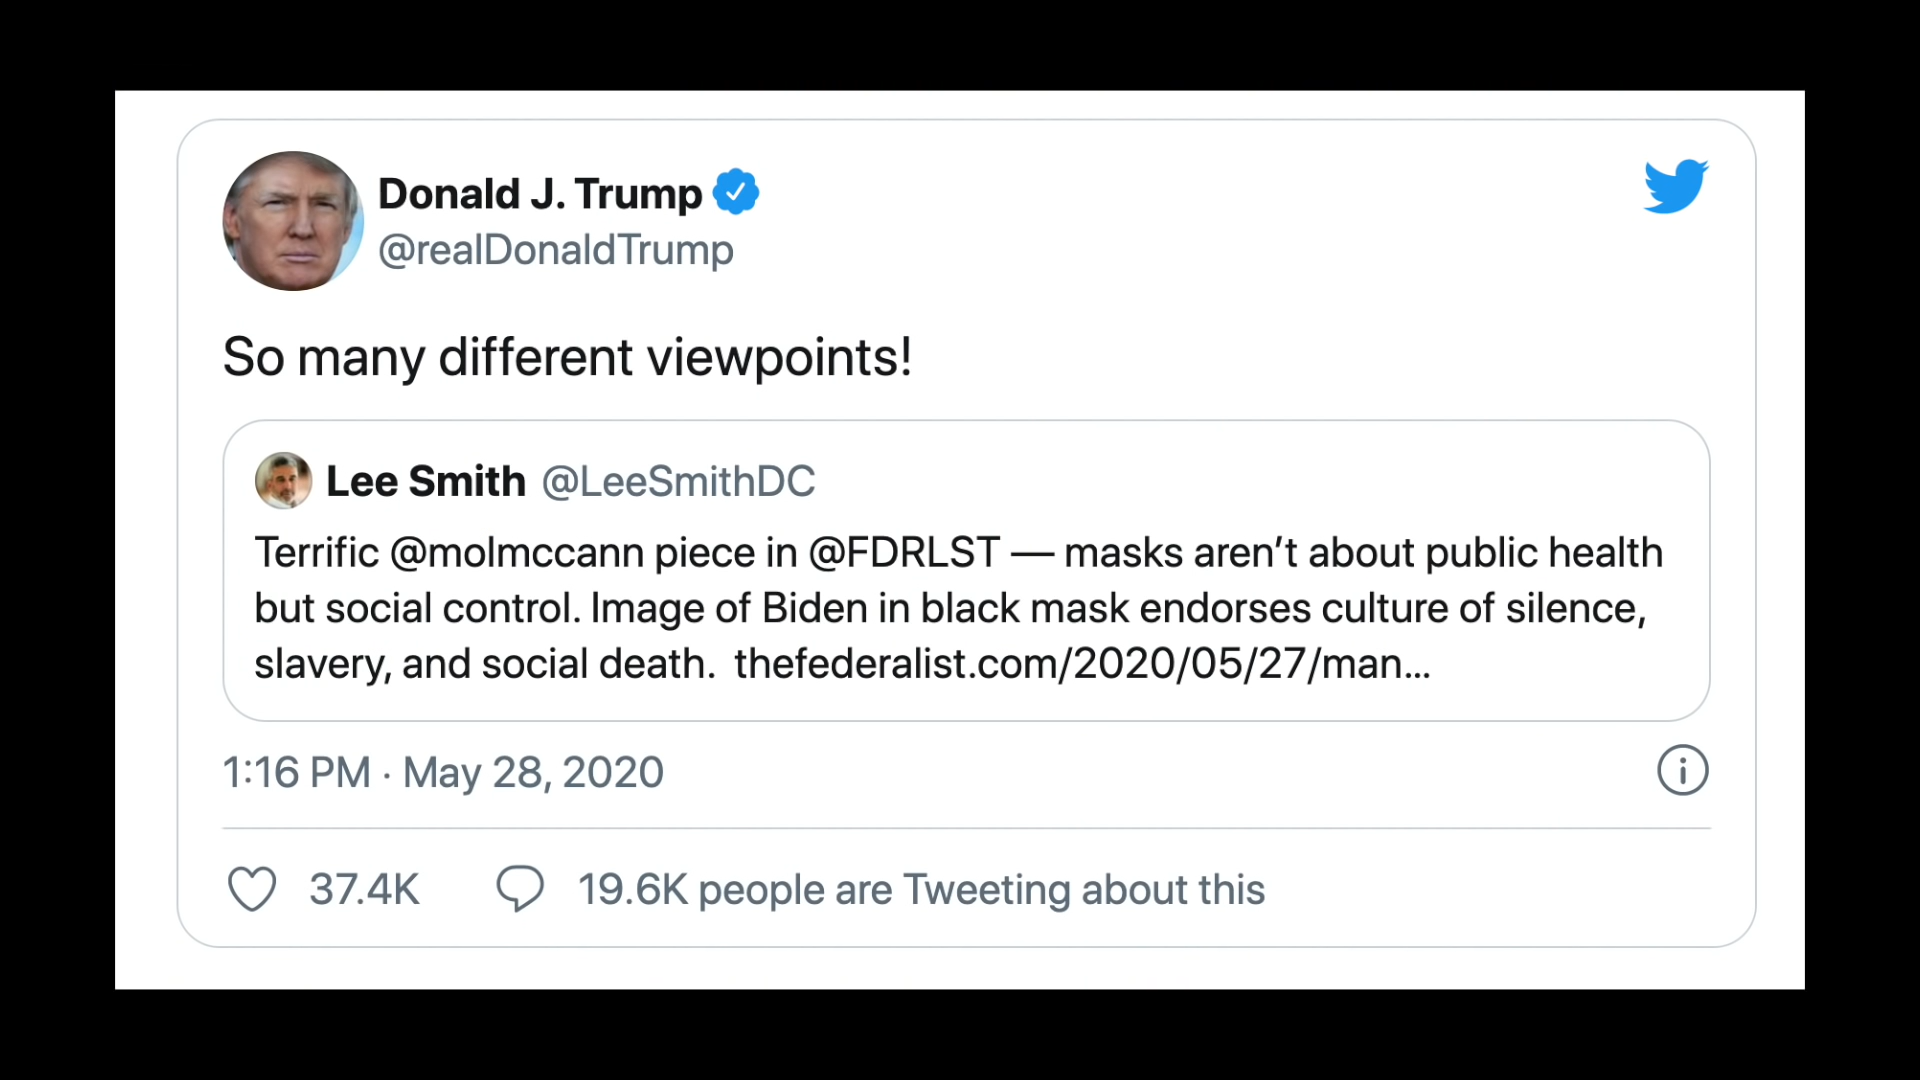 Donald J. Trump
@realDonaldTrump
So many different viewpoints!
Lee Smith @LeeSmithDC
Terrific @molmccann piece in @FDRLST — masks aren’t about public health
but social control. Image of Biden in black mask endorses culture of silence,
slavery, and social death.  thefederalist.com/2020/05/27/man…
1:16 PM · May 28, 2020
37.4K 19.6K people are Tweeting about this